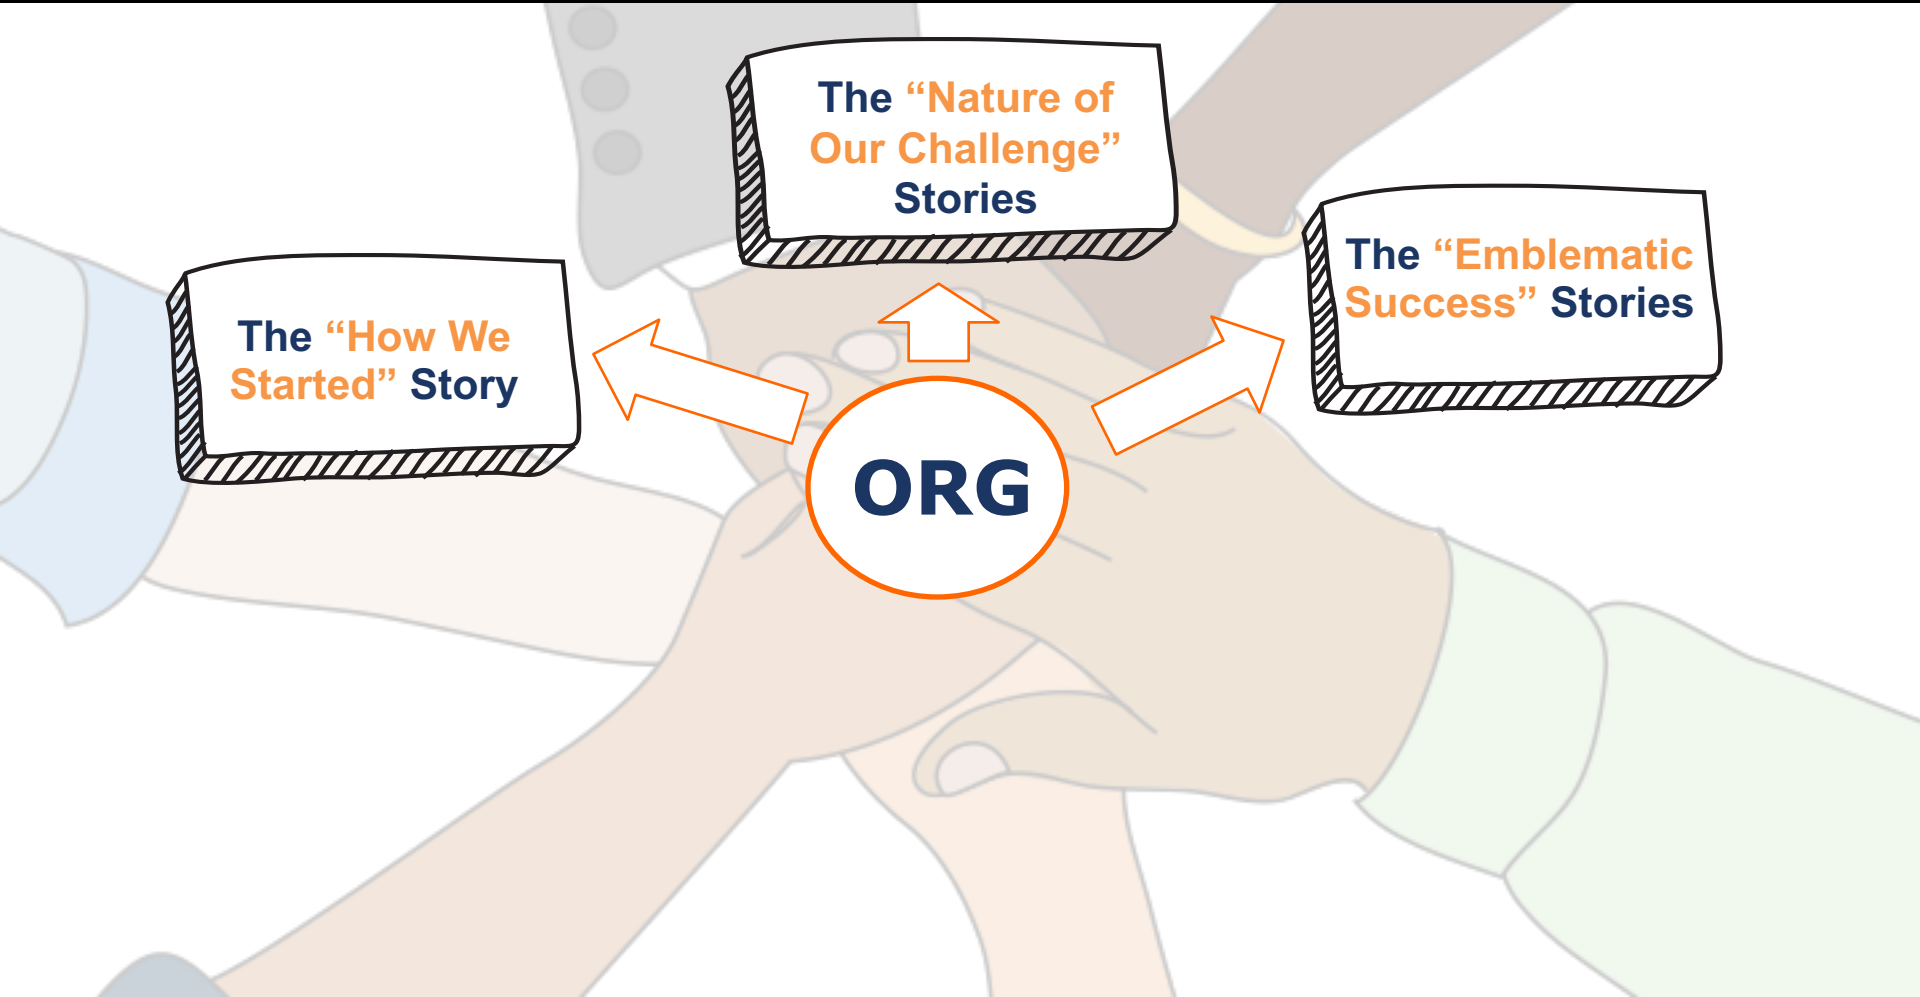 The “Nature of
Our Challenge”
Stories
The “Emblematic
Success” Stories
The “How We
Started” Story
ORG